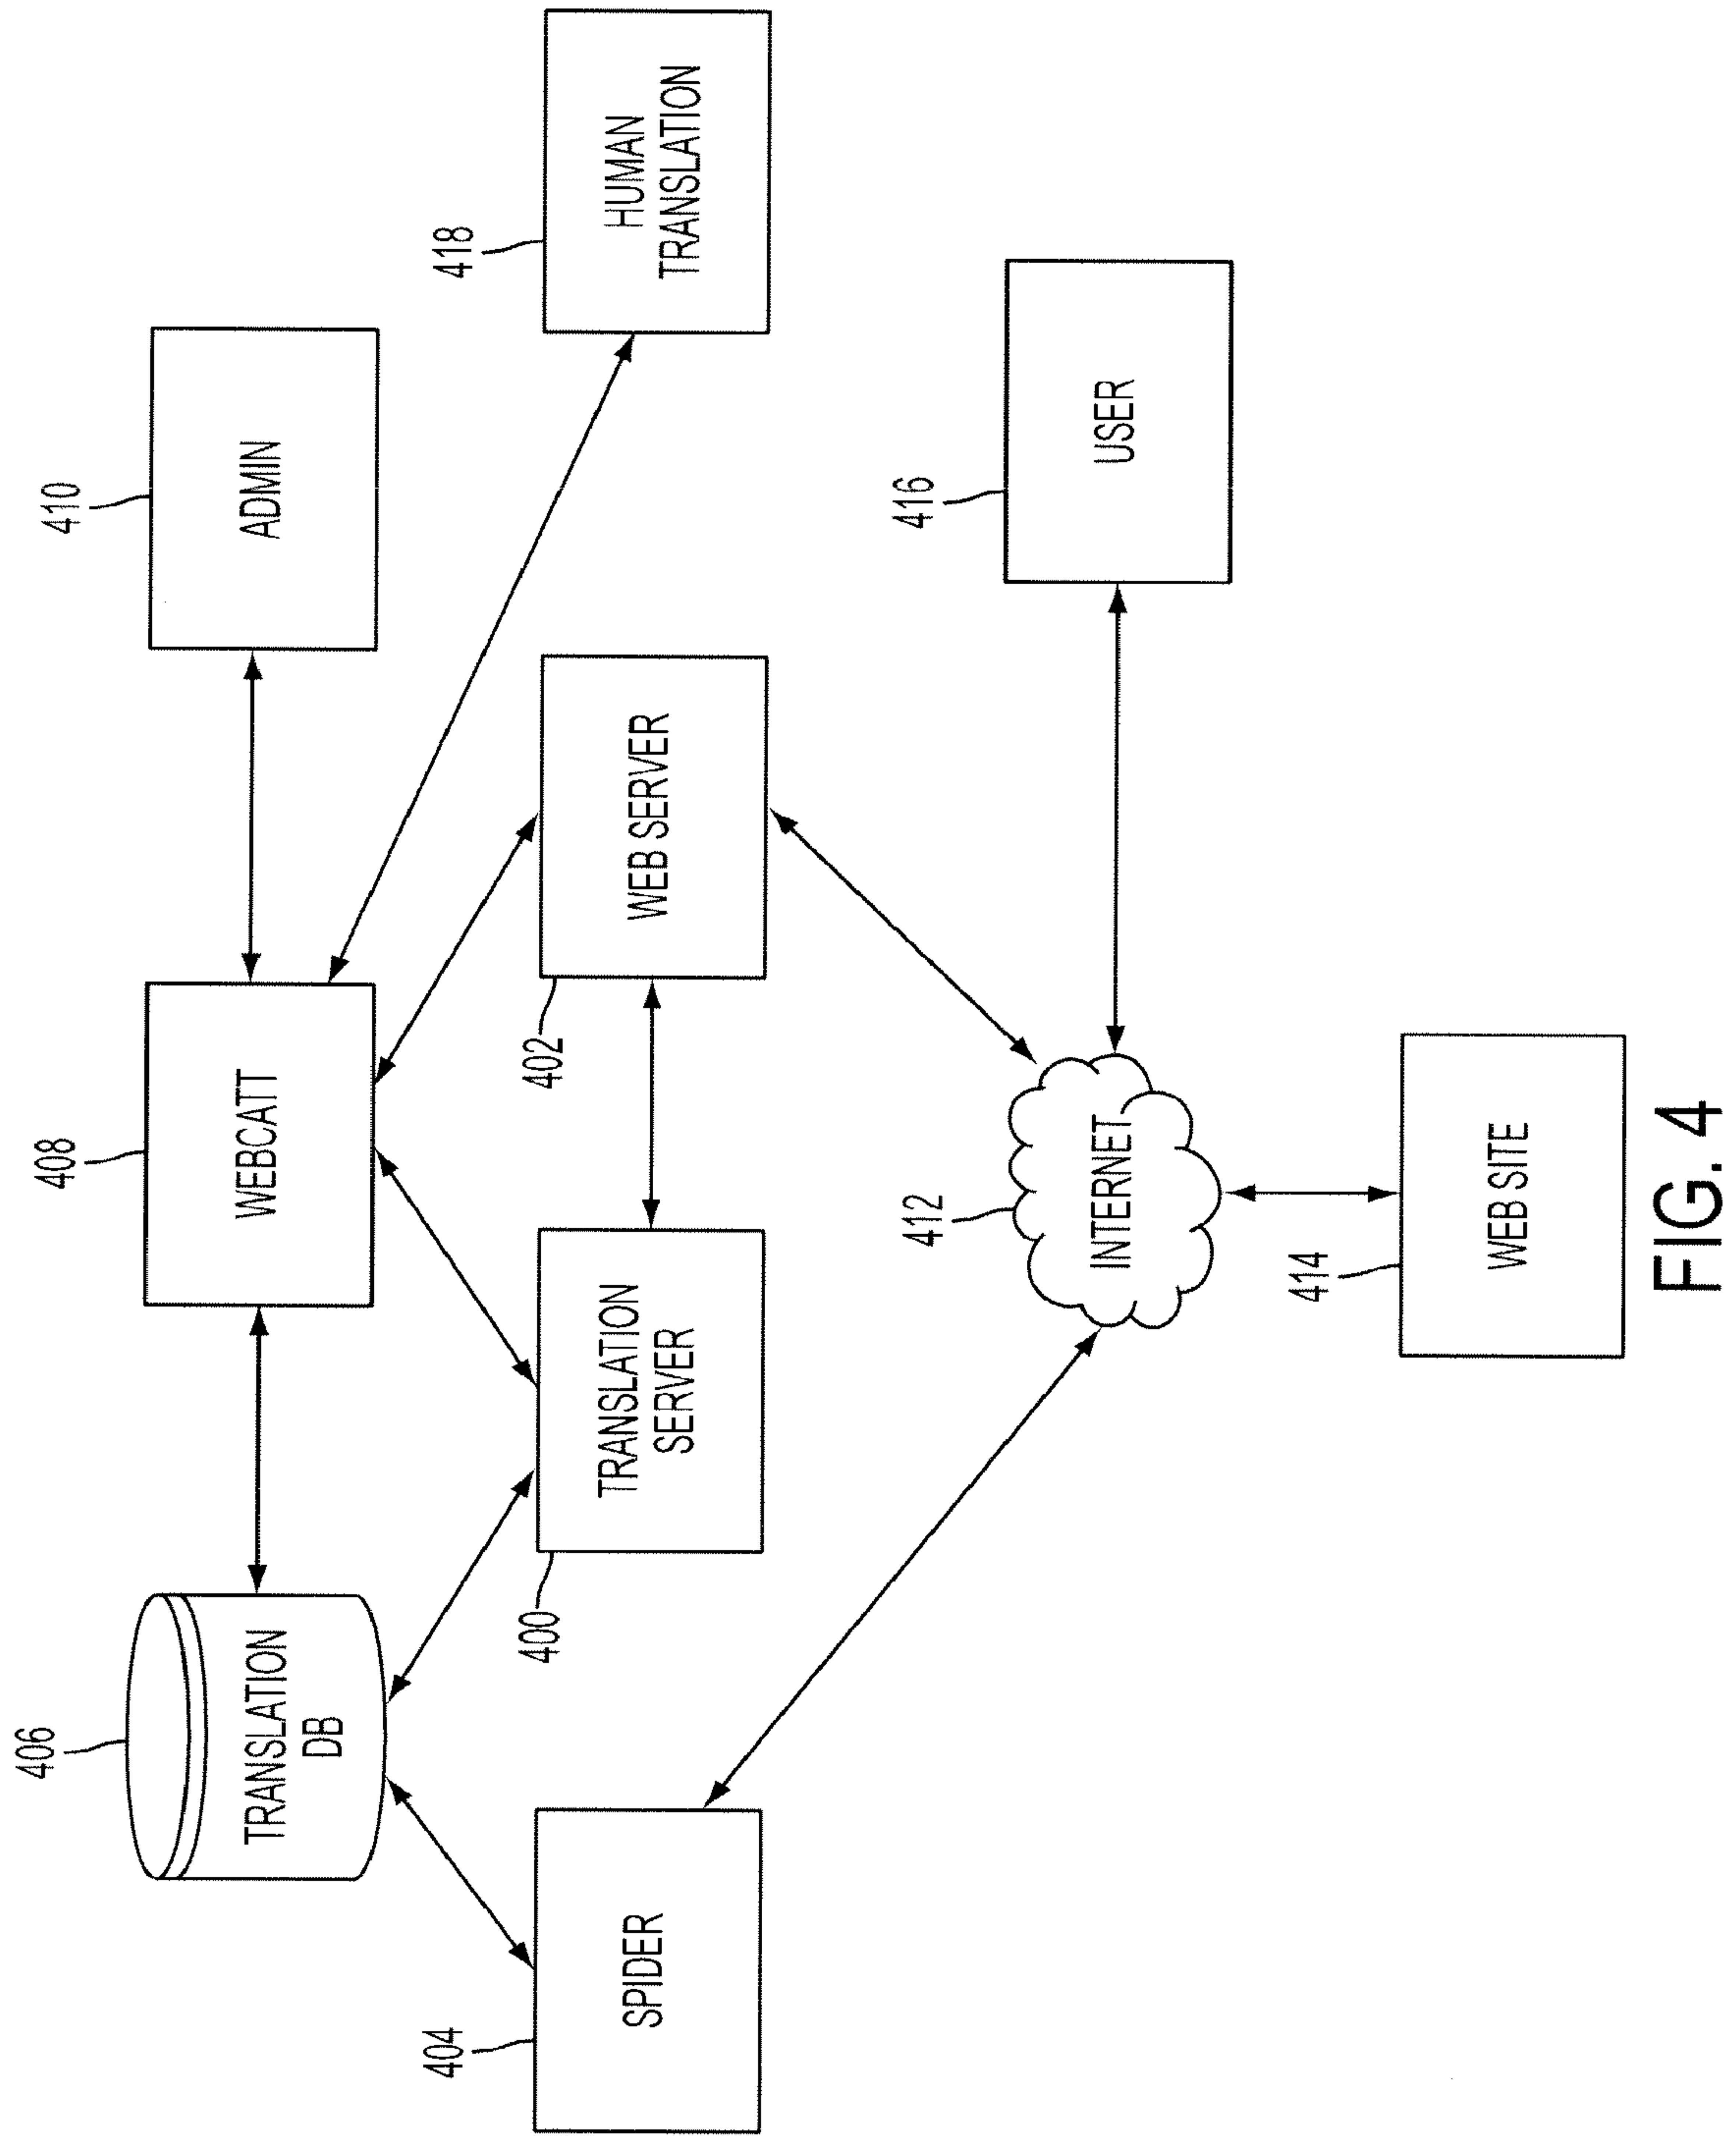 406
TRANSLATION
DB
408
WEBCATT
410
ADMIN
404
SPIDER
400
TRANSLATION
SERVER
402
WEB SERVER
418
HUMAN
TRANSLATION
412
INTERNET
416
USER
414
WEB SITE
FIG. 4